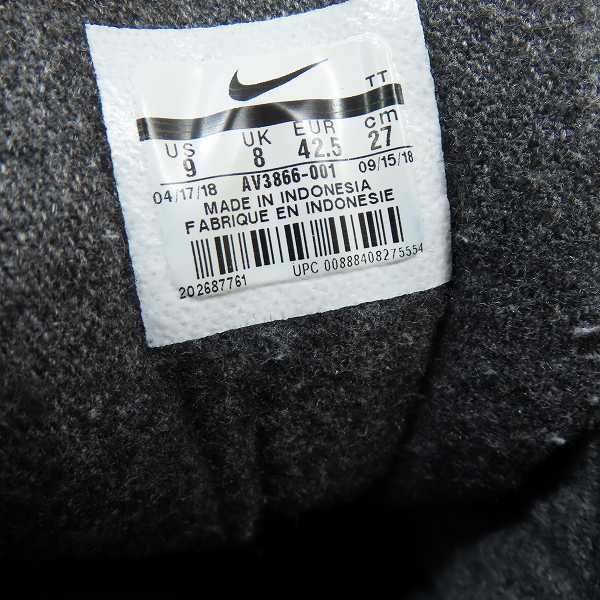 TT
US UK EUR cm
9 8 42.5 27
04/17/18 AV3866-001 09/15/18
MADE IN INDONESIA
FABRIQUE EN INDONESIE
202687761 UPC 00888408275554